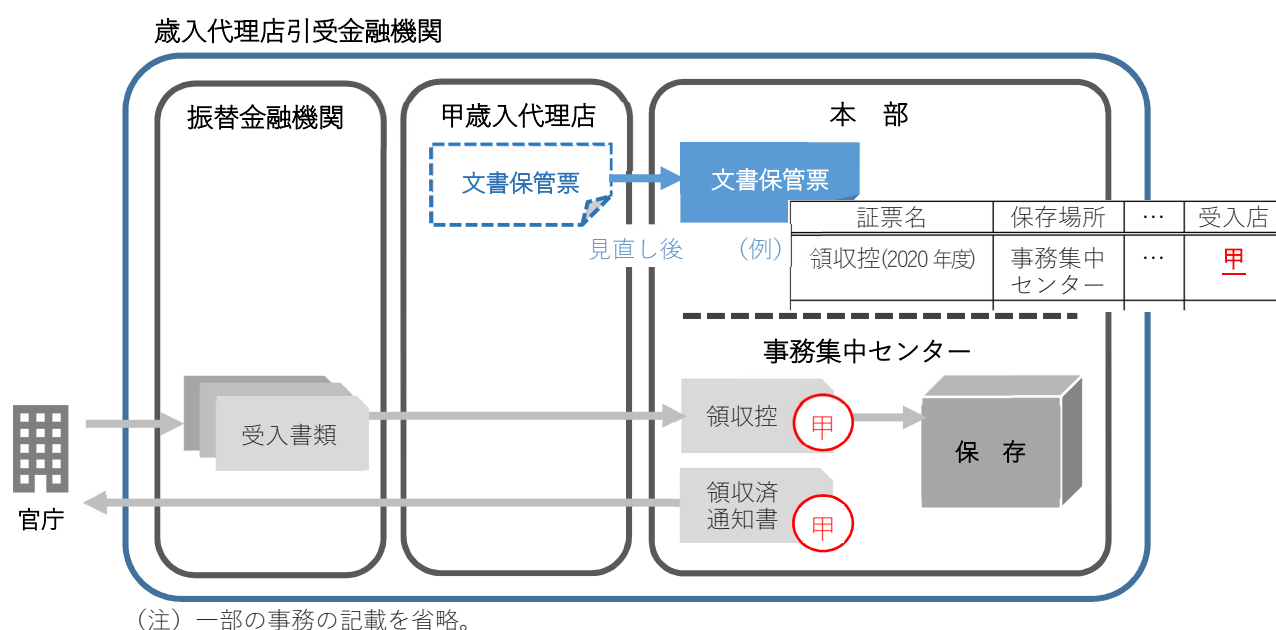 歳入代理店引受金融機関
振替金融機関
甲歳入代理店
本 部
文書保管票
文書保管票
見直し後
(例)
証票名 保存場所 … 受入店
領収控(2020 年度) 事務集中 … 甲
センター
事務集中センター
受入書類
領収控
甲
保 存
領収済
通知書
甲
官庁
(注)一部の事務の記載を省略。